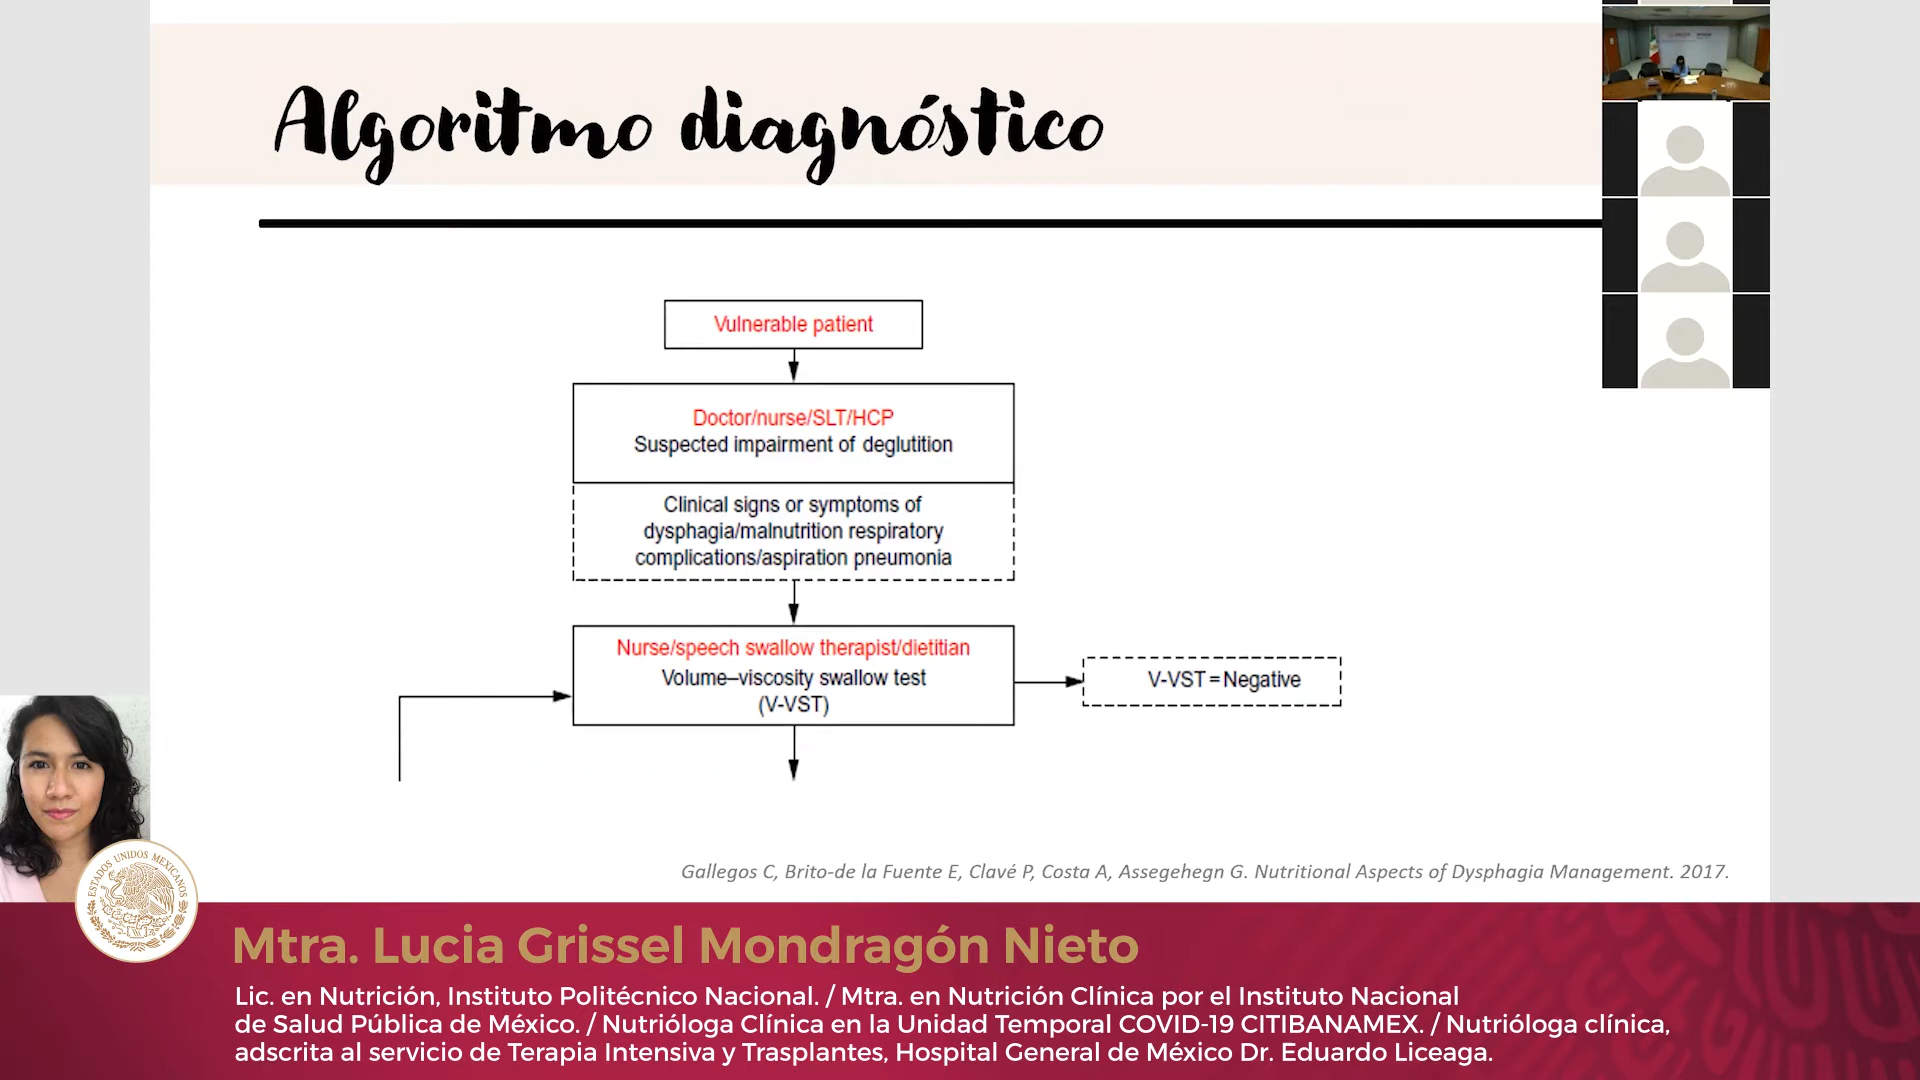 Algoritmo diagnóstico
Vulnerable patient
Doctor/nurse/SLT/HCP
Suspected impairment of deglutition
Clinical signs or symptoms of
dysphagia/malnutrition respiratory
complications/aspiration pneumonia
Nurse/speech swallow therapist/dietitian
Volume–viscosity swallow test
(V-VST)
V-VST = Negative
Gallegos C, Brito-de la Fuente E, Clavé P, Costa A, Assegehegn G. Nutritional Aspects of Dysphagia Management. 2017.
ESTADOS UNIDOS MEXICANOS
Mtra. Lucia Grissel Mondragón Nieto
Lic. en Nutrición, Instituto Politécnico Nacional. / Mtra. en Nutrición Clínica por el Instituto Nacional
de Salud Pública de México. / Nutrióloga Clínica en la Unidad Temporal COVID-19 CITIBANAMEX. / Nutrióloga clínica,
adscrita al servicio de Terapia Intensiva y Trasplantes, Hospital General de México Dr. Eduardo Liceaga.